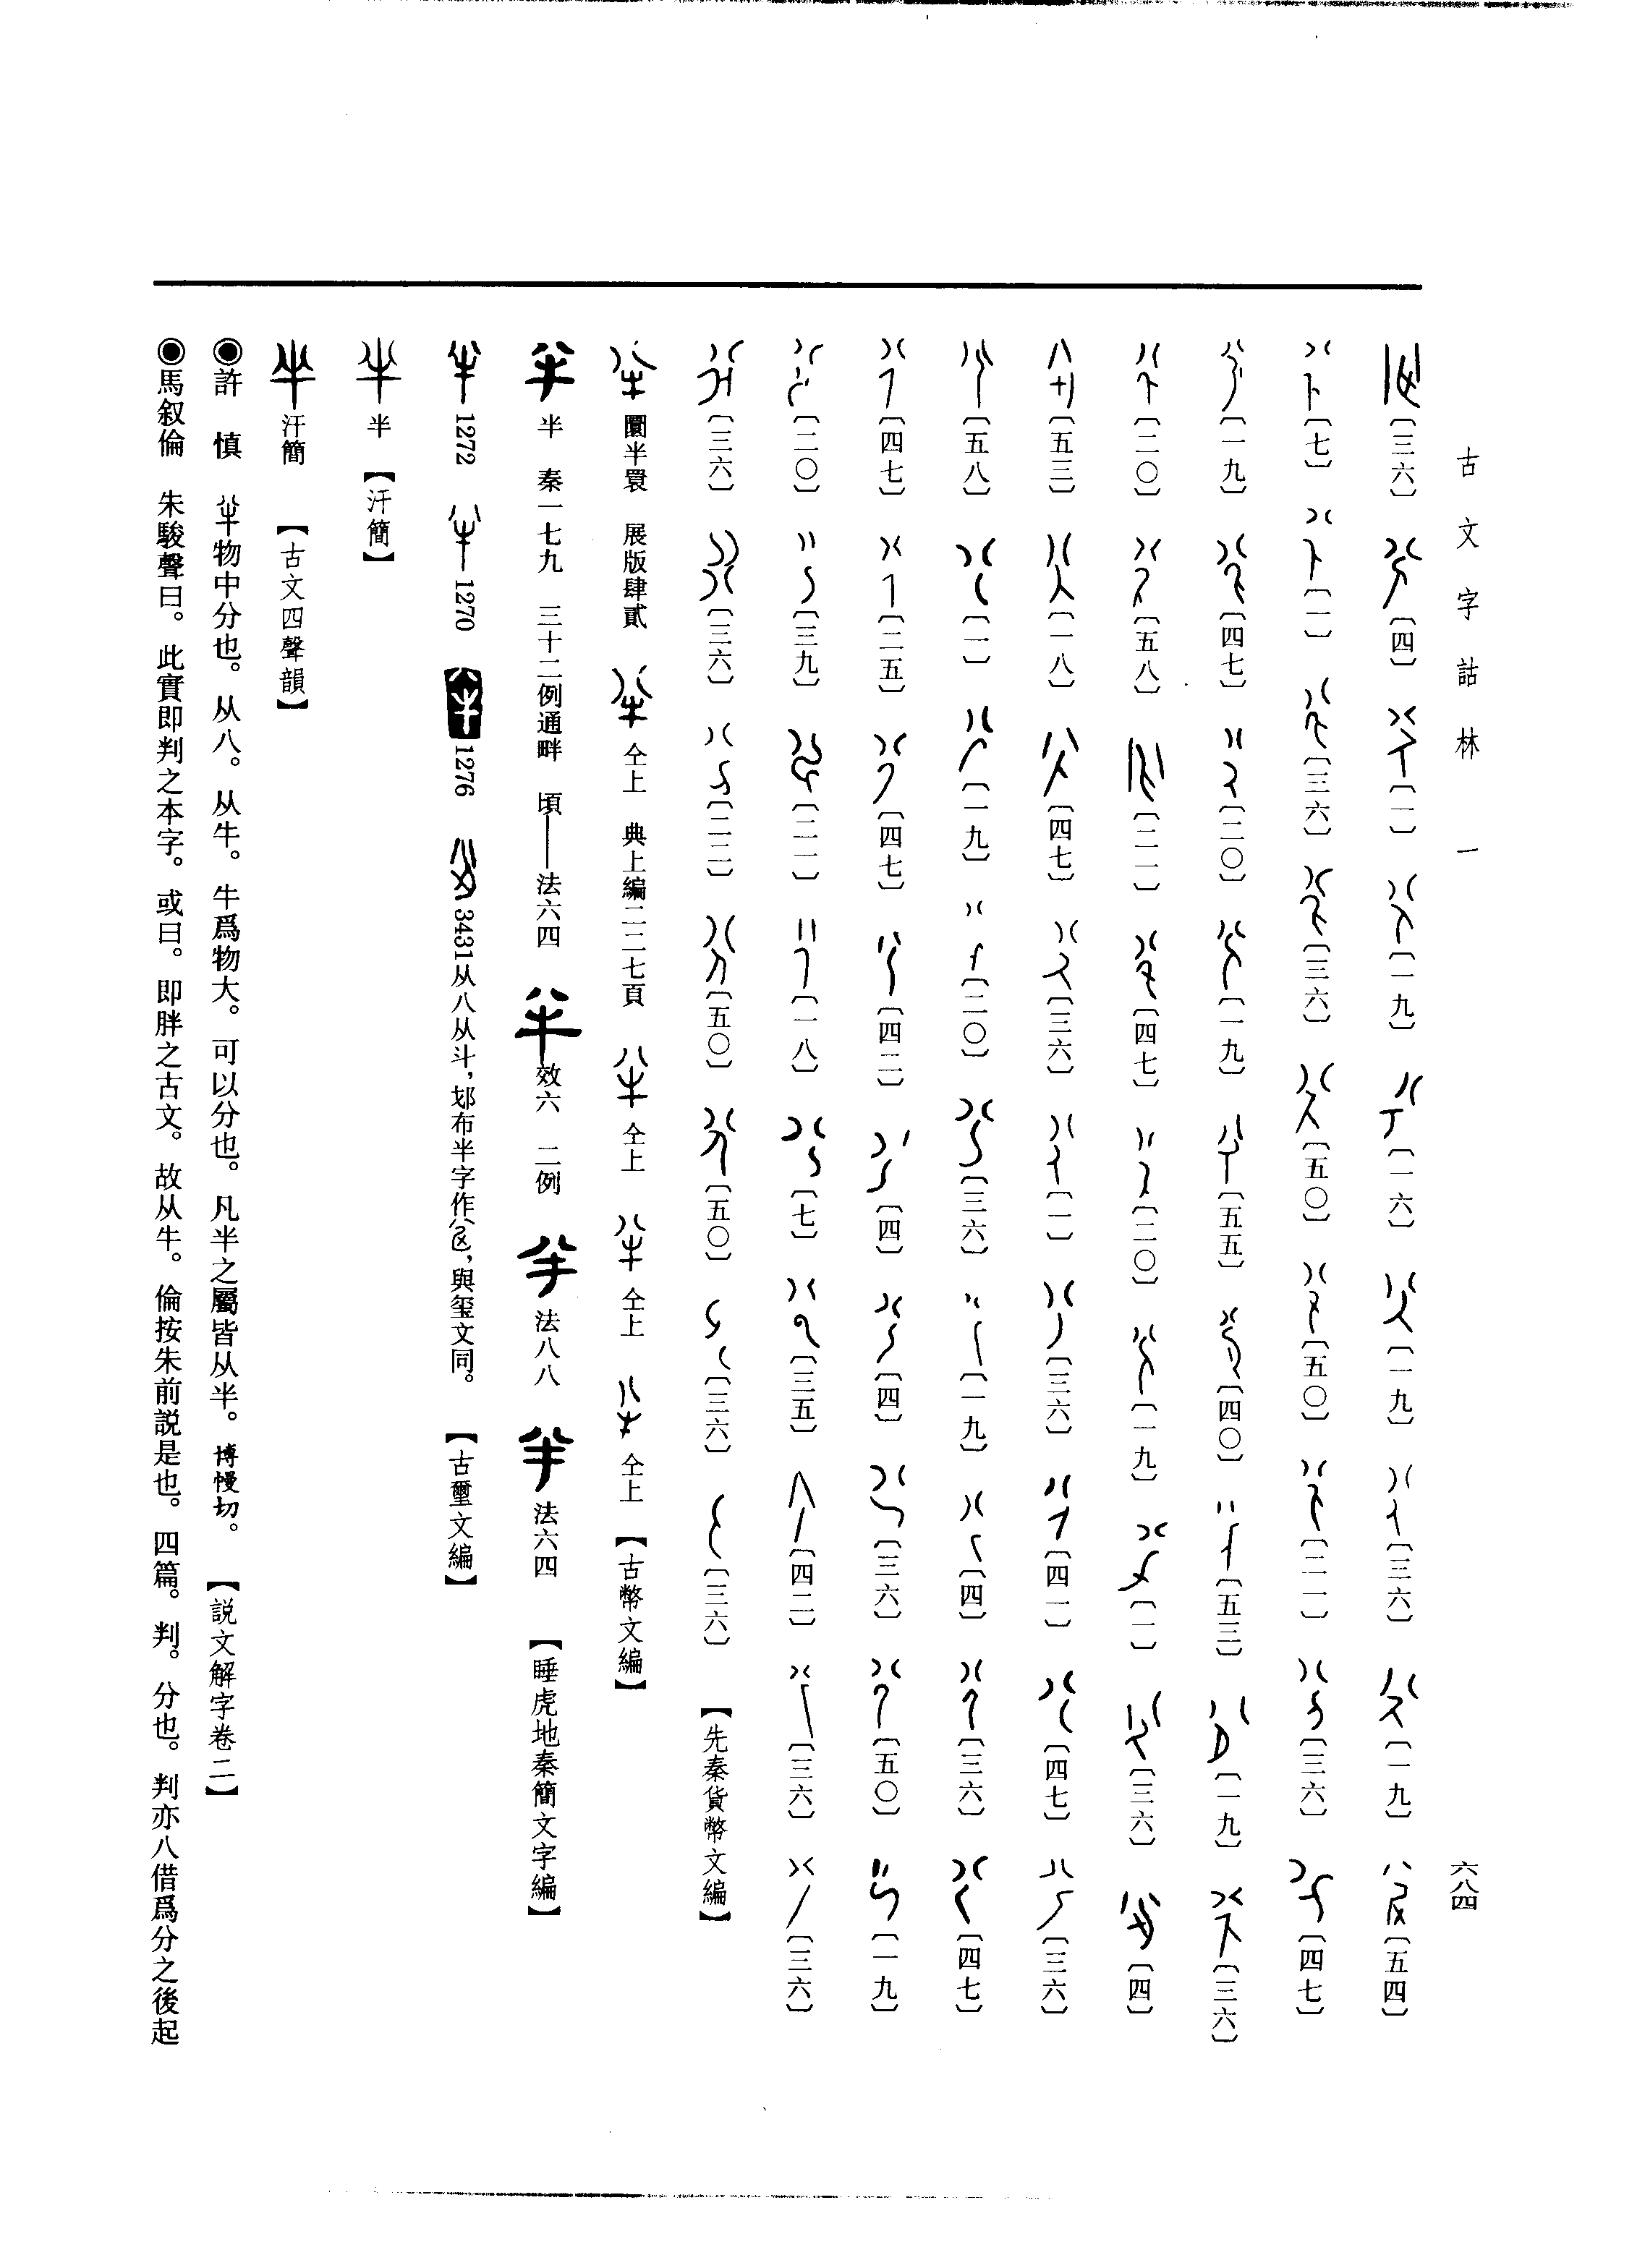 古文字詁林 一
六八四
〔三六〕 〔四〕 〔一〕 〔一九〕 〔一六〕 〔一九〕 〔三六〕 〔一九〕 〔五四〕
〔七〕 〔一〕 〔三六〕 〔三六〕 〔五〇〕 〔五〇〕 〔二一〕 〔三六〕 〔四七〕
〔一九〕 〔四七〕 〔二〇〕 〔一九〕 〔五五〕 〔四〇〕 〔五三〕 〔一九〕 〔三六〕
〔二〇〕 〔五八〕 〔二一〕 〔四七〕 〔二〇〕 〔一九〕 〔一〕 〔三六〕 〔四〕
〔五三〕 〔一八〕 〔四七〕 〔三六〕 〔一〕 〔三六〕 〔四一〕 〔四七〕 〔三六〕
〔五八〕 〔一〕 〔一九〕 〔二〇〕 〔三六〕 〔一九〕 〔四〕 〔三六〕 〔四七〕
〔四七〕 〔二五〕 〔四七〕 〔四二〕 〔四〕 〔四〕 〔三六〕 〔五〇〕 〔一九〕
〔二〇〕 〔三九〕 〔二一〕 〔一八〕 〔七〕 〔三五〕 〔四二〕 〔三六〕 〔三六〕
〔三六〕 〔三六〕 〔二二〕 〔五〇〕 〔五〇〕 〔三六〕 〔三六〕 【先秦貨幣文編】
圜半睘 展版肆貳 仝上 典上編二二七頁 仝上 仝上 仝上 【古幣文編】
半 秦一七九 三十二例通畔 頃——法六四 效六 二例 法八八 法六四 【睡虎地秦簡文字編】
1272 1270 1276 3431从八从斗，邟布半字作，與璽文同。 【古璽文編】
半 【汗簡】
汗簡 【古文四聲韻】
◉許 慎 物中分也。从八。从牛。牛爲物大。可以分也。凡半之屬皆从半。博幔切。 【説文解字卷二】
◉馬叙倫 朱駿聲曰。此實即判之本字。或曰。即胖之古文。故从牛。倫按朱前説是也。四篇。判。分也。判亦八借爲分之後起